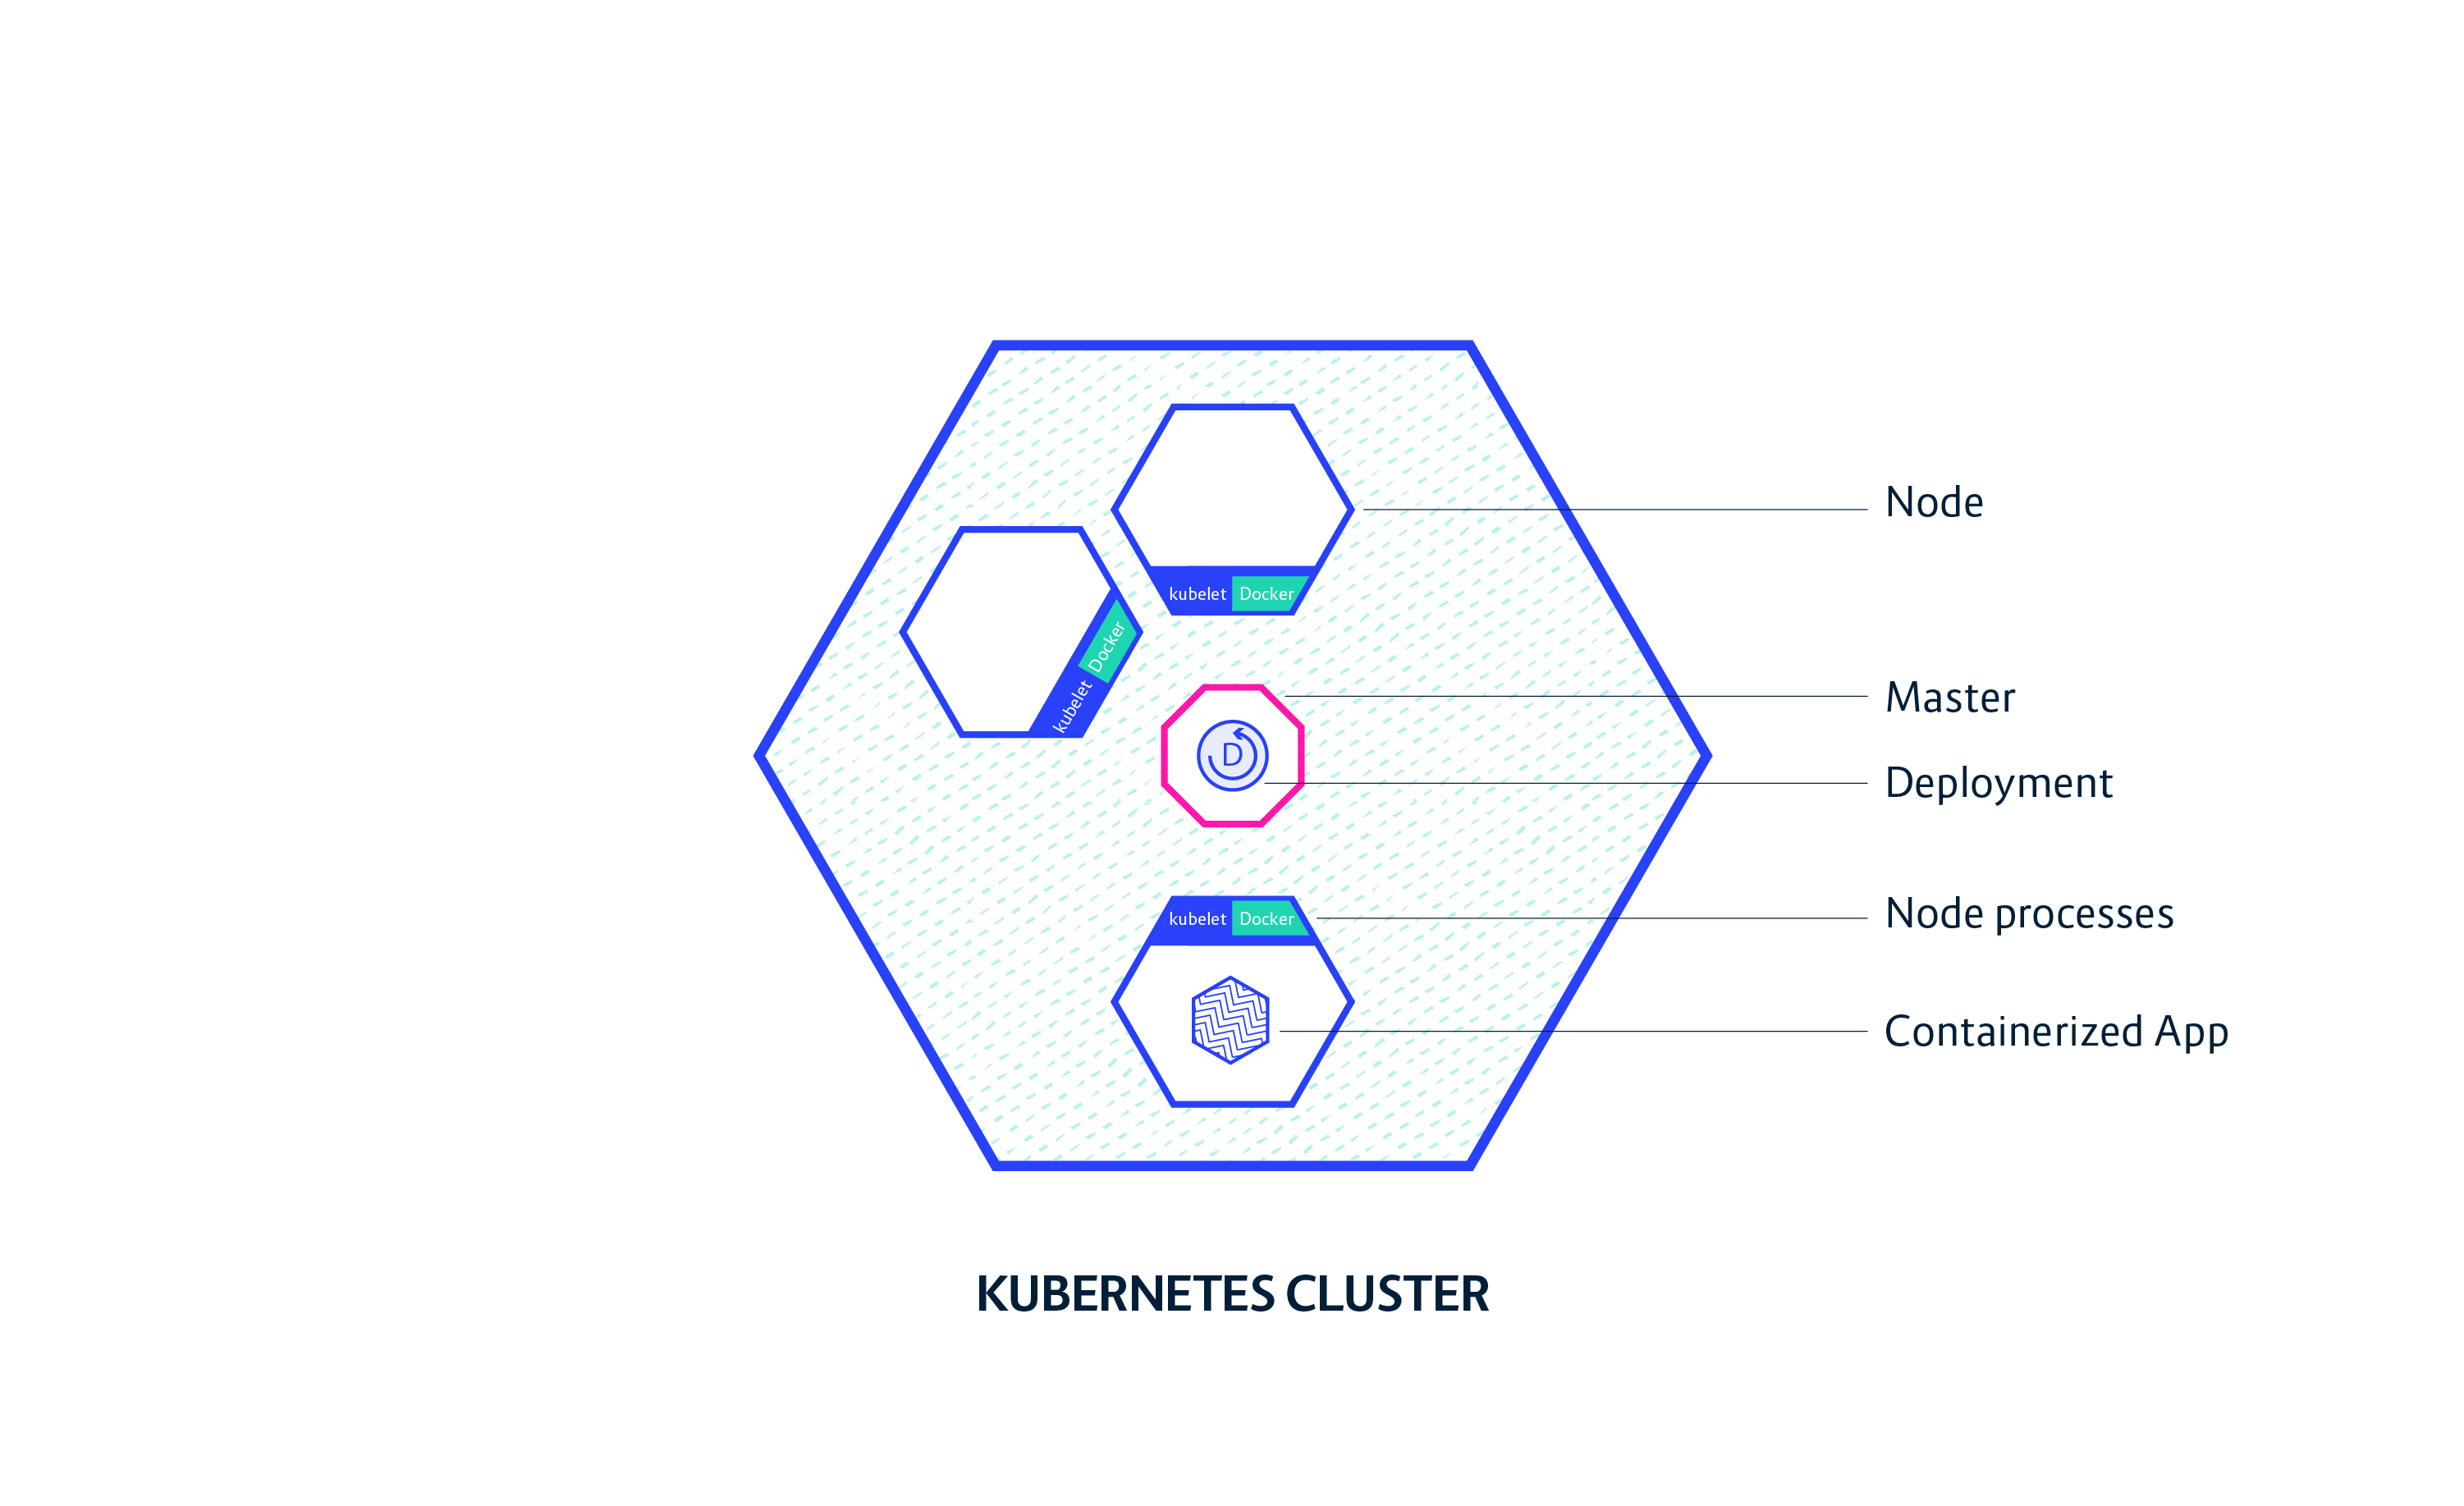 Node
kubelet Docker
kubelet Docker
Master
D
Deployment
kubelet Docker
Node processes
Containerized App
KUBERNETES CLUSTER